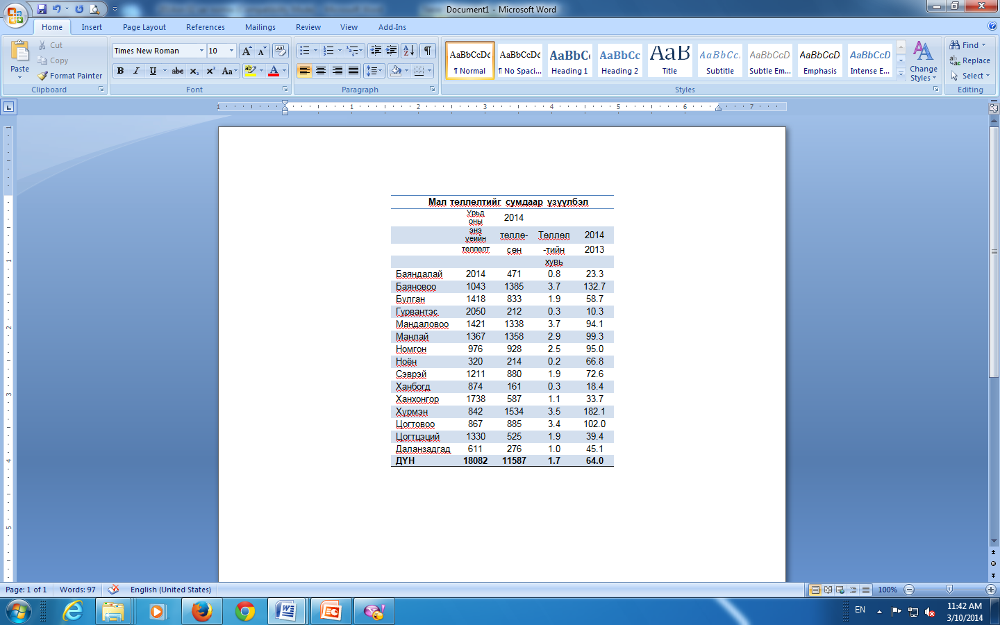 Document1 - Microsoft Word
Home Insert Page Layout References Mailings Review View Add-Ins
Paste Cut Copy Format Painter Clipboard
Times New Roman 10 Font
Paragraph
AaBbCcDd ¶ Normal AaBbCcDd ¶ No Spaci... AaBbCc Heading 1 AaBbCc Heading 2 AaB Title AaBbCc. Subtitle AaBbCcD Subtle Em... AaBbCcD Emphasis AaBbCcD Intense E... Change Styles Styles
Find Replace Select Editing
Мал төллөлтийг сумдаар үзүүлбэл
Урьд
оны 2014
энэ
үеийн төллө- Төллөл 2014
төллөлт сөн -тийн 2013
хувь
Баяндалай 2014 471 0.8 23.3
Баяновоо 1043 1385 3.7 132.7
Булган 1418 833 1.9 58.7
Гурвантэс 2050 212 0.3 10.3
Мандаловоо 1421 1338 3.7 94.1
Манлай 1367 1358 2.9 99.3
Номгон 976 928 2.5 95.0
Ноён 320 214 0.2 66.8
Сэврэй 1211 880 1.9 72.6
Ханбогд 874 161 0.3 18.4
Ханхонгор 1738 587 1.1 33.7
Хүрмэн 842 1534 3.5 182.1
Цогтовоо 867 885 3.4 102.0
Цогтцэций 1330 525 1.9 39.4
Даланзадгад 611 276 1.0 45.1
ДҮН 18082 11587 1.7 64.0
Page: 1 of 1 Words: 97 English (United States) 100%
EN 11:42 AM
3/10/2014